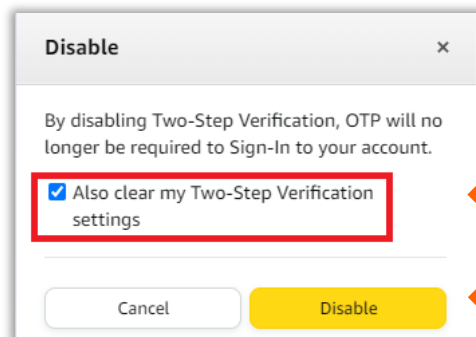 Disable
By disabling Two-Step Verification, OTP will no
longer be required to Sign-In to your account.
Also clear my Two-Step Verification
settings
Cancel
Disable